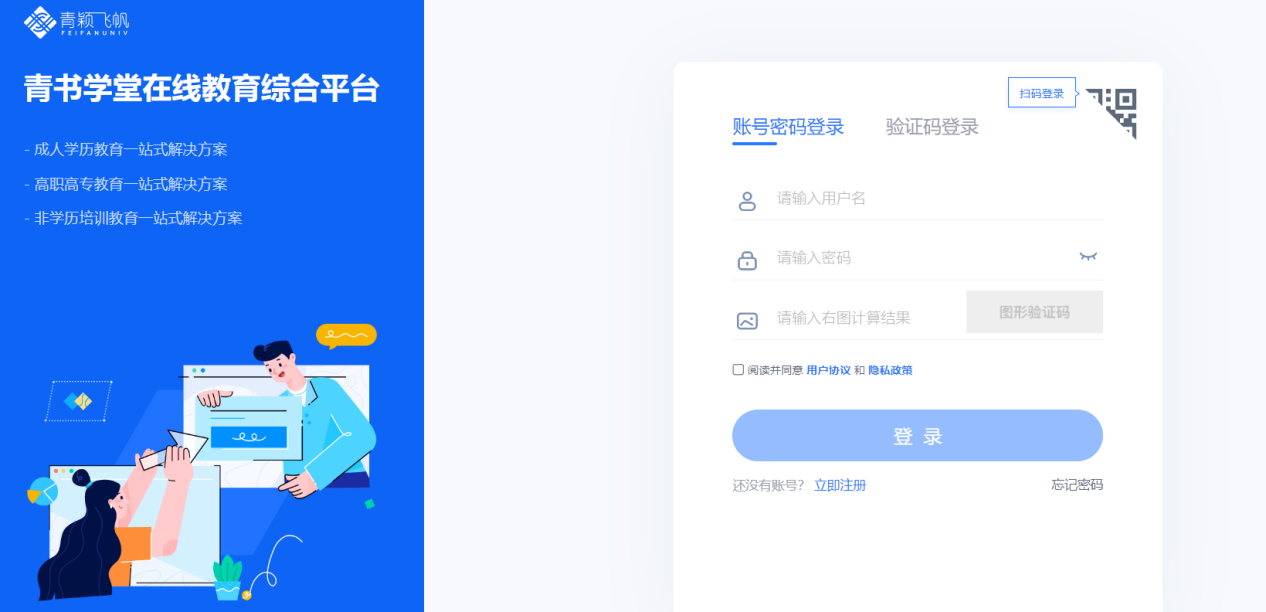 青颖飞帆
FEIFANUNIV
青书学堂在线教育综合平台
- 成人学历教育一站式解决方案
- 高职高专教育一站式解决方案
- 非学历培训教育一站式解决方案
扫码登录
账号密码登录 验证码登录
请输入用户名
请输入密码
请输入右图计算结果 图形验证码
阅读并同意 用户协议 和 隐私政策
登 录
还没有账号? 立即注册 忘记密码